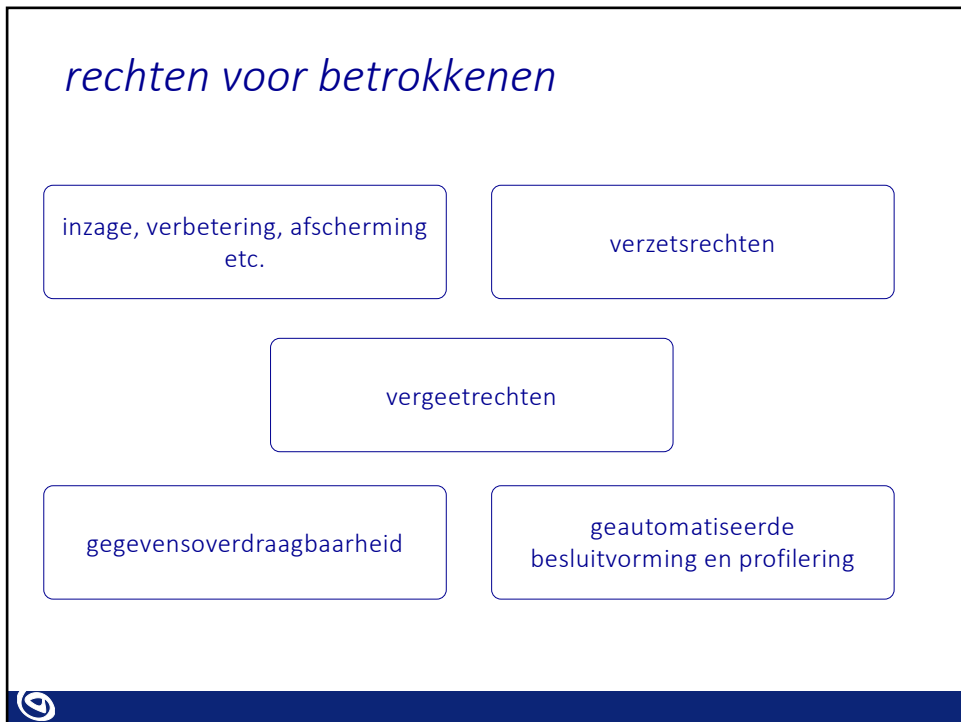 rechten voor betrokkenen
inzage, verbetering, afscherming
etc.
verzetsrechten
vergeetrechten
gegevensoverdraagbaarheid
geautomatiseerde
besluitvorming en profilering